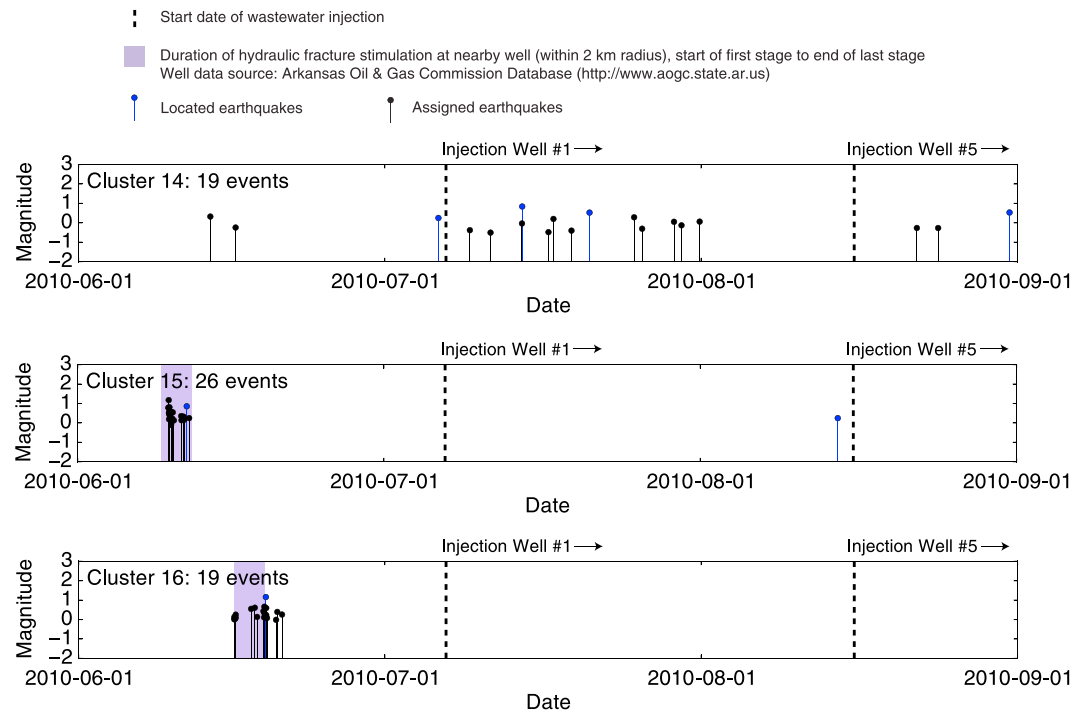 Start date of wastewater injection
Duration of hydraulic fracture stimulation at nearby well (within 2 km radius), start of first stage to end of last stage
Well data source: Arkansas Oil & Gas Commission Database (http://www.aogc.state.ar.us)
Located earthquakes
Assigned earthquakes
Injection Well #1
Injection Well #5
Magnitude
3
2
1
0
−1
−2
Cluster 14: 19 events
2010-06-01
2010-07-01
2010-08-01
2010-09-01
Date
Injection Well #1
Injection Well #5
Magnitude
3
2
1
0
−1
−2
Cluster 15: 26 events
2010-06-01
2010-07-01
2010-08-01
2010-09-01
Date
Injection Well #1
Injection Well #5
Magnitude
3
2
1
0
−1
−2
Cluster 16: 19 events
2010-06-01
2010-07-01
2010-08-01
2010-09-01
Date